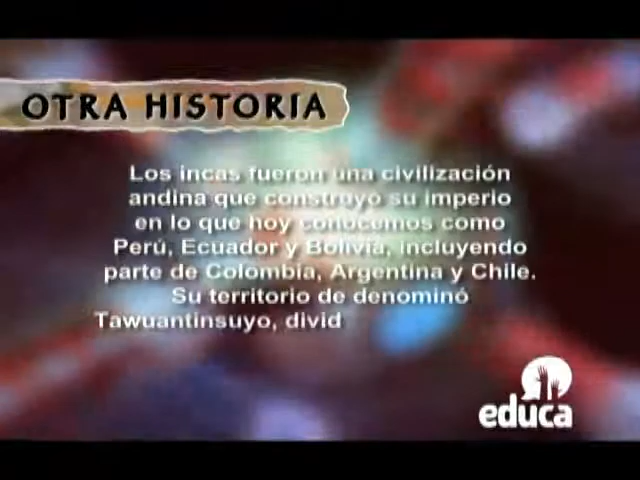 OTRA HISTORIA
Los incas fueron una civilización
andina que construyó su imperio
en lo que hoy conocemos como
Perú, Ecuador y Bolivia, incluyendo
parte de Colombia, Argentina y Chile.
Su territorio de denominó
Tawuantinsuyo, divid
educa